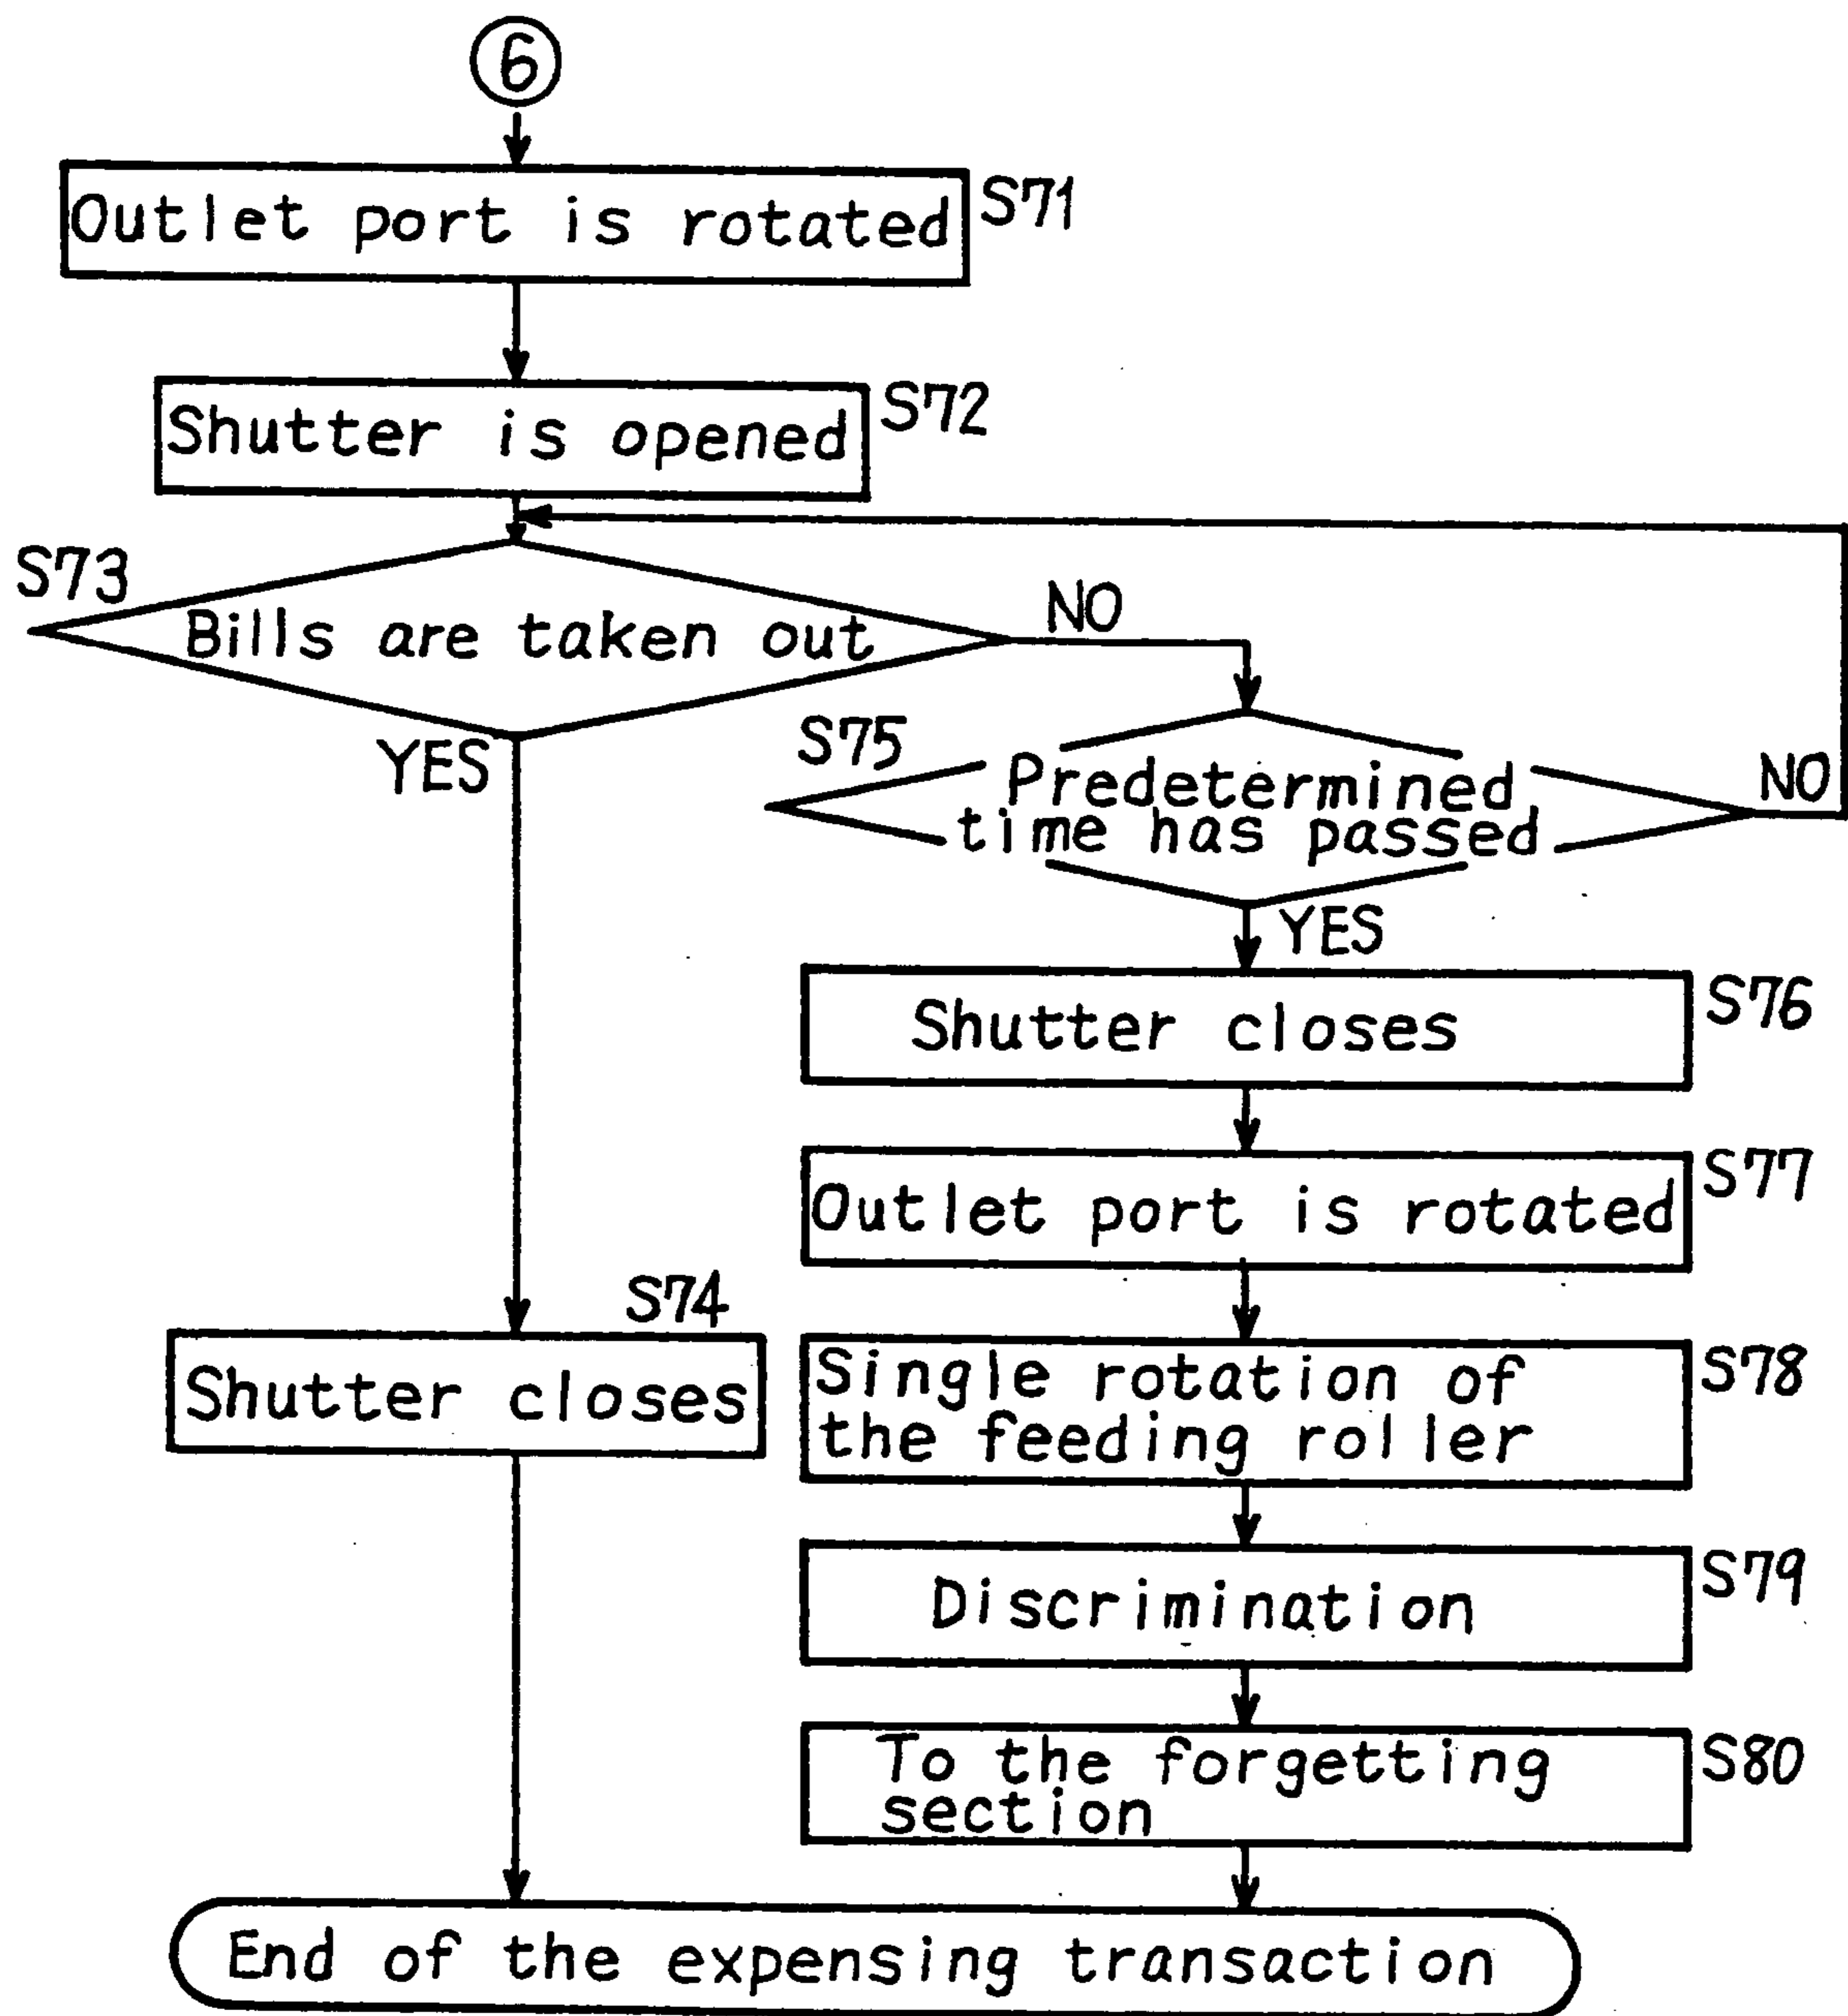 6
Outlet port is rotated
S71
Shutter is opened
S72
S73
Bills are taken out
NO
YES
S75
Predetermined
time has passed
NO
YES
Shutter closes
S76
Outlet port is rotated
S77
S74
Shutter closes
Single rotation of
the feeding roller
S78
Discrimination
S79
To the forgetting
section
S80
End of the expensing transaction